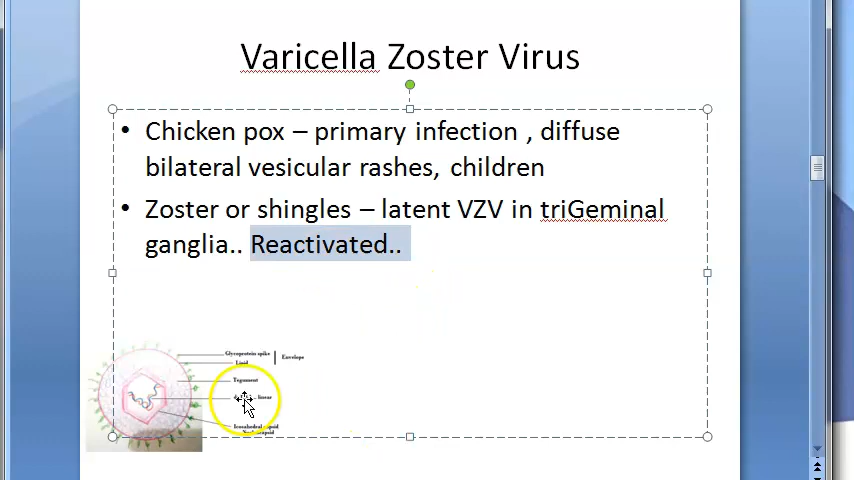 Varicella Zoster Virus
• Chicken pox – primary infection , diffuse
bilateral vesicular rashes, children
• Zoster or shingles – latent VZV in triGeminal
ganglia.. Reactivated..
Glycoprotein spike
Envelope
Lipid
Tegument
linear
Icosahedral